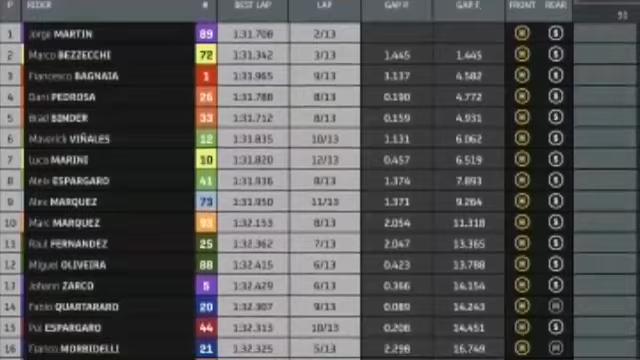 P RIDER # BEST LAP LAP GAP P. GAP F. FRONT REAR
1 Jorge MARTIN 89 1:31.708 2/13 H S
2 Marco BEZZECCHI 72 1:31.342 3/13 1.445 1.445 H S
3 Francesco BAGNAIA 1 1:31.965 9/13 3.137 4.582 H S
4 Dani PEDROSA 26 1:31.788 8/13 0.190 4.772 H S
5 Brad BINDER 33 1:31.712 8/13 0.159 4.931 H S
6 Maverick VIÑALES 12 1:31.835 10/13 1.131 6.062 H S
7 Luca MARINI 10 1:31.820 12/13 0.457 6.519 H S
8 Aleix ESPARGARO 41 1:31.836 8/13 1.374 7.893 H S
9 Alex MARQUEZ 73 1:31.950 11/13 1.371 9.264 H S
10 Marc MARQUEZ 93 1:32.153 8/13 2.054 11.318 H S
11 Raul FERNANDEZ 25 1:32.362 7/13 2.047 13.365 H S
12 Miguel OLIVEIRA 88 1:32.415 6/13 0.423 13.788 H S
13 Johann ZARCO 5 1:32.429 6/13 0.366 14.154 H S
14 Fabio QUARTARARO 20 1:32.307 9/13 0.089 14.243 H M
15 Pol ESPARGARO 44 1:32.313 10/13 0.208 14.451 H S
16 Franco MORBIDELLI 21 1:32.325 5/13 2.298 16.749 H M